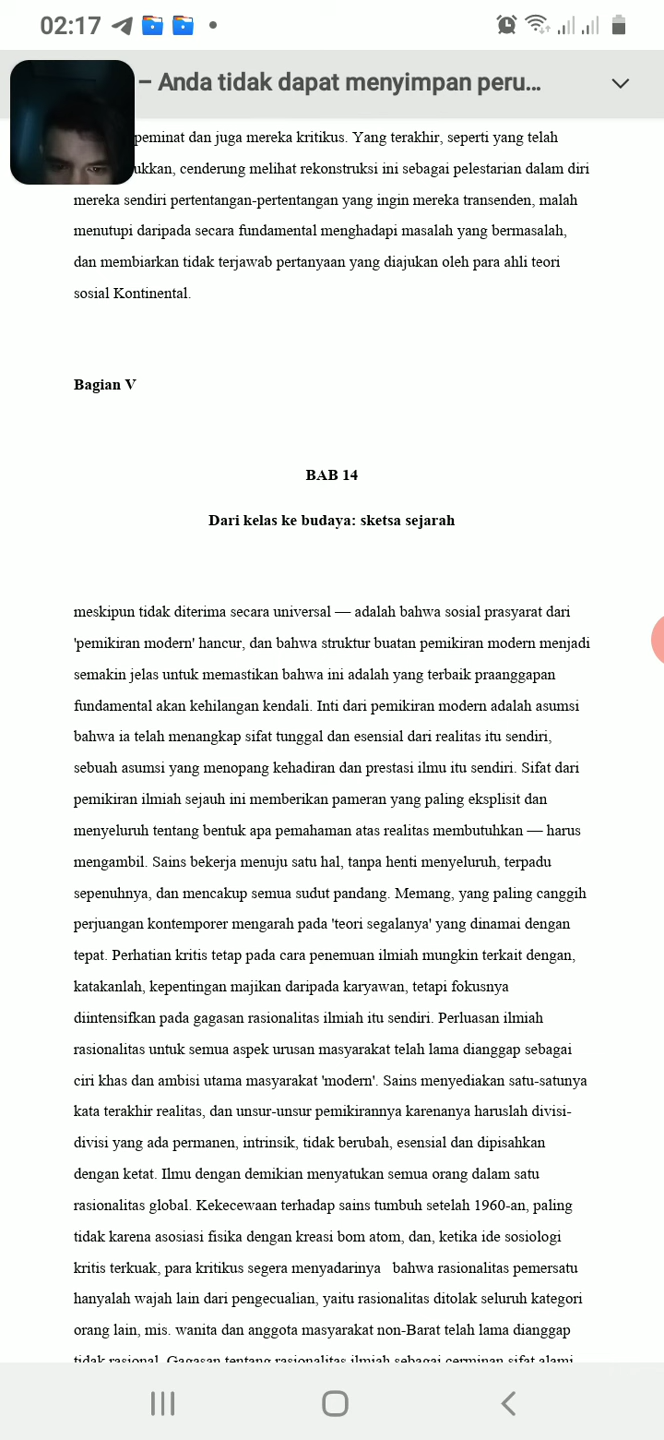 02:17
– Anda tidak dapat menyimpan peru...
peminat dan juga mereka kritikus. Yang terakhir, seperti yang telah
ukkan, cenderung melihat rekonstruksi ini sebagai pelestarian dalam diri
mereka sendiri pertentangan-pertentangan yang ingin mereka transenden, malah
menutupi daripada secara fundamental menghadapi masalah yang bermasalah,
dan membiarkan tidak terjawab pertanyaan yang diajukan oleh para ahli teori
sosial Kontinental.
Bagian V
BAB 14
Dari kelas ke budaya: sketsa sejarah
meskipun tidak diterima secara universal — adalah bahwa sosial prasyarat dari
'pemikiran modern' hancur, dan bahwa struktur buatan pemikiran modern menjadi
semakin jelas untuk memastikan bahwa ini adalah yang terbaik praanggapan
fundamental akan kehilangan kendali. Inti dari pemikiran modern adalah asumsi
bahwa ia telah menangkap sifat tunggal dan esensial dari realitas itu sendiri,
sebuah asumsi yang menopang kehadiran dan prestasi ilmu itu sendiri. Sifat dari
pemikiran ilmiah sejauh ini memberikan pameran yang paling eksplisit dan
menyeluruh tentang bentuk apa pemahaman atas realitas membutuhkan — harus
mengambil. Sains bekerja menuju satu hal, tanpa henti menyeluruh, terpadu
sepenuhnya, dan mencakup semua sudut pandang. Memang, yang paling canggih
perjuangan kontemporer mengarah pada 'teori segalanya' yang dinamai dengan
tepat. Perhatian kritis tetap pada cara penemuan ilmiah mungkin terkait dengan,
katakanlah, kepentingan majikan daripada karyawan, tetapi fokusnya
diintensifkan pada gagasan rasionalitas ilmiah itu sendiri. Perluasan ilmiah
rasionalitas untuk semua aspek urusan masyarakat telah lama dianggap sebagai
ciri khas dan ambisi utama masyarakat 'modern'. Sains menyediakan satu-satunya
kata terakhir realitas, dan unsur-unsur pemikirannya karenanya haruslah divisi-
divisi yang ada permanen, intrinsik, tidak berubah, esensial dan dipisahkan
dengan ketat. Ilmu dengan demikian menyatukan semua orang dalam satu
rasionalitas global. Kekecewaan terhadap sains tumbuh setelah 1960-an, paling
tidak karena asosiasi fisika dengan kreasi bom atom, dan, ketika ide sosiologi
kritis terkuak, para kritikus segera menyadarinya bahwa rasionalitas pemersatu
hanyalah wajah lain dari pengecualian, yaitu rasionalitas ditolak seluruh kategori
orang lain, mis. wanita dan anggota masyarakat non-Barat telah lama dianggap
tidak rasional. Gagasan tentang rasionalitas ilmiah sebagai cerminan sifat alami